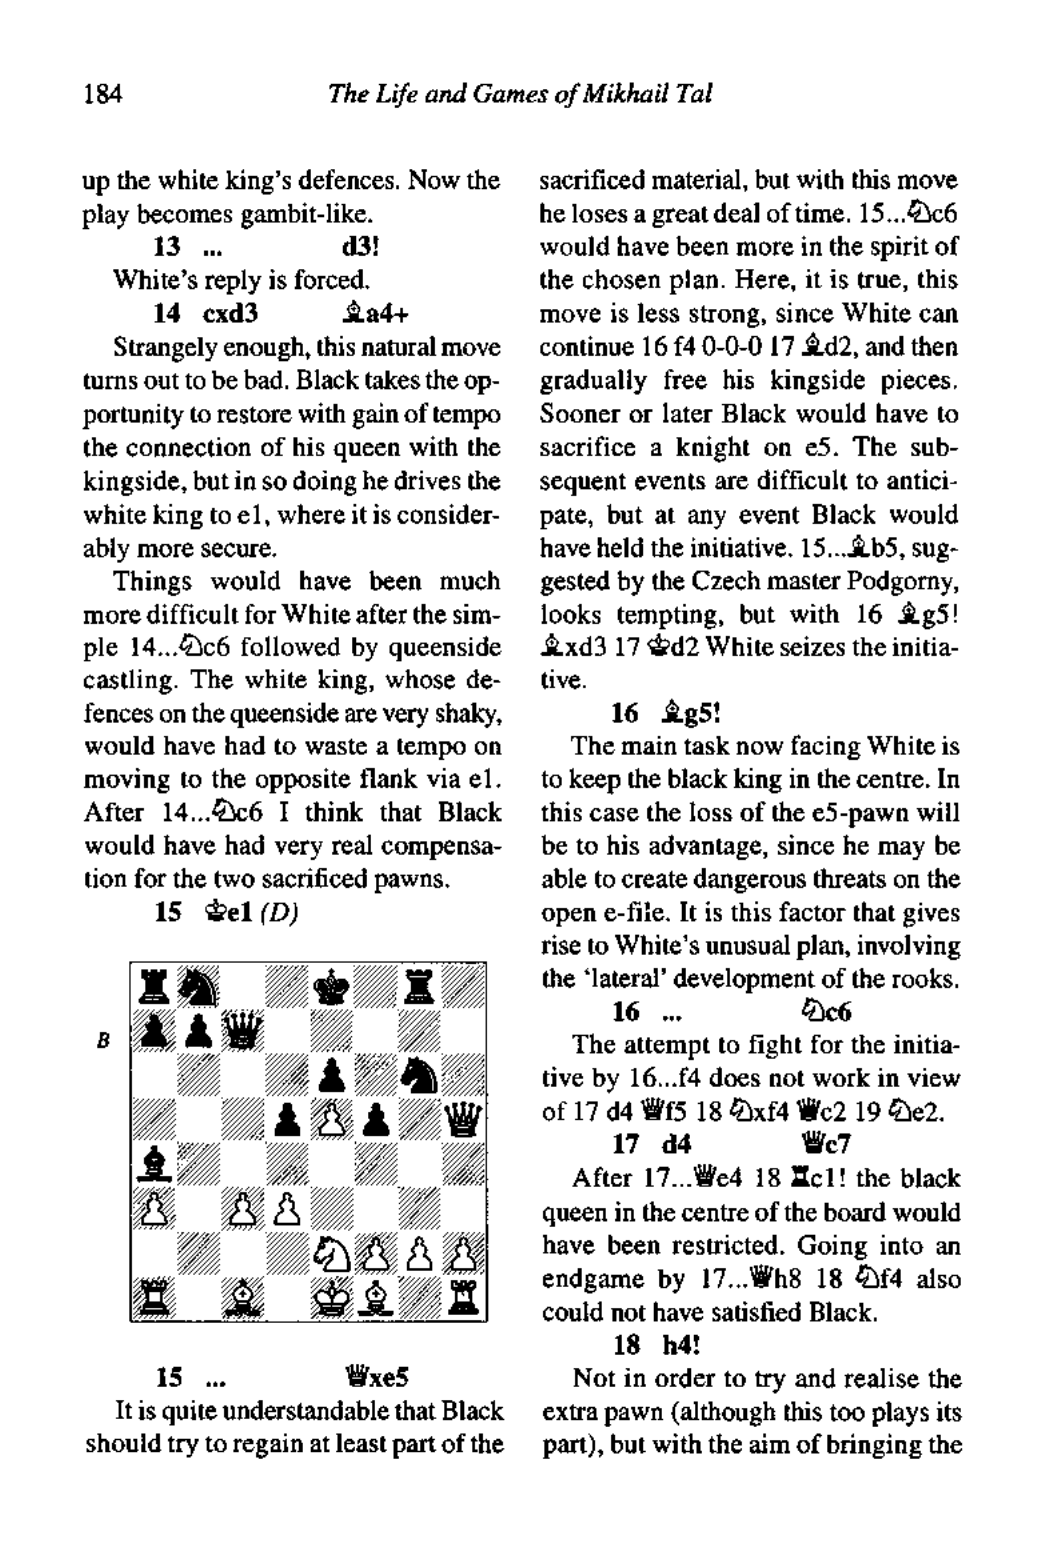 184
The Life and Games of Mikhail Tal
up the white king's defences. Now the
play becomes gambit-like.
13 ... d3!
White's reply is forced.
14 cxd3 ♗a4+
Strangely enough, this natural move
turns out to be bad. Black takes the op-
portunity to restore with gain of tempo
the connection of his queen with the
kingside, but in so doing he drives the
white king to e1, where it is consider-
ably more secure.
Things would have been much
more difficult for White after the sim-
ple 14...♘c6 followed by queenside
castling. The white king, whose de-
fences on the queenside are very shaky,
would have had to waste a tempo on
moving to the opposite flank via e1.
After 14...♘c6 I think that Black
would have had very real compensa-
tion for the two sacrificed pawns.
15 ♔e1 (D)
B
15 ... ♕xe5
It is quite understandable that Black
should try to regain at least part of the
sacrificed material, but with this move
he loses a great deal of time. 15...♘c6
would have been more in the spirit of
the chosen plan. Here, it is true, this
move is less strong, since White can
continue 16 f4 0-0-0 17 ♗d2, and then
gradually free his kingside pieces.
Sooner or later Black would have to
sacrifice a knight on e5. The sub-
sequent events are difficult to antici-
pate, but at any event Black would
have held the initiative. 15...♗b5, sug-
gested by the Czech master Podgorny,
looks tempting, but with 16 ♗g5!
♗xd3 17 ♔d2 White seizes the initia-
tive.
16 ♗g5!
The main task now facing White is
to keep the black king in the centre. In
this case the loss of the e5-pawn will
be to his advantage, since he may be
able to create dangerous threats on the
open e-file. It is this factor that gives
rise to White's unusual plan, involving
the 'lateral' development of the rooks.
16 ... ♘c6
The attempt to fight for the initia-
tive by 16...f4 does not work in view
of 17 d4 ♕f5 18 ♘xf4 ♕c2 19 ♘e2.
17 d4 ♕c7
After 17...♕e4 18 ♖c1! the black
queen in the centre of the board would
have been restricted. Going into an
endgame by 17...♕h8 18 ♘f4 also
could not have satisfied Black.
18 h4!
Not in order to try and realise the
extra pawn (although this too plays its
part), but with the aim of bringing the